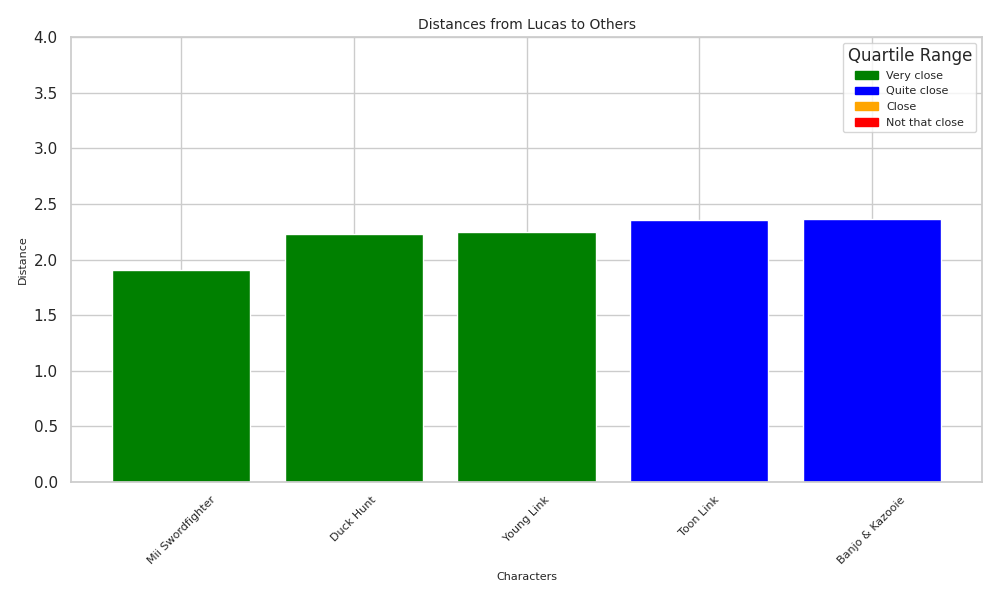 Distances from Lucas to Others
4.0
3.5
3.0
2.5
2.0
1.5
1.0
0.5
0.0
Distance
Quartile Range
Very close
Quite close
Close
Not that close
Mii Swordfighter
Duck Hunt
Young Link
Toon Link
Banjo & Kazooie
Characters